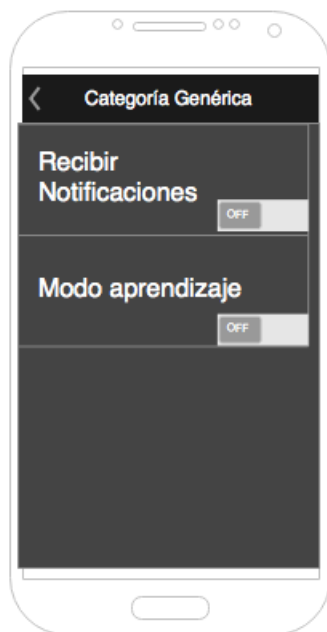 Categoría Genérica
Recibir
Notificaciones
OFF
Modo aprendizaje
OFF